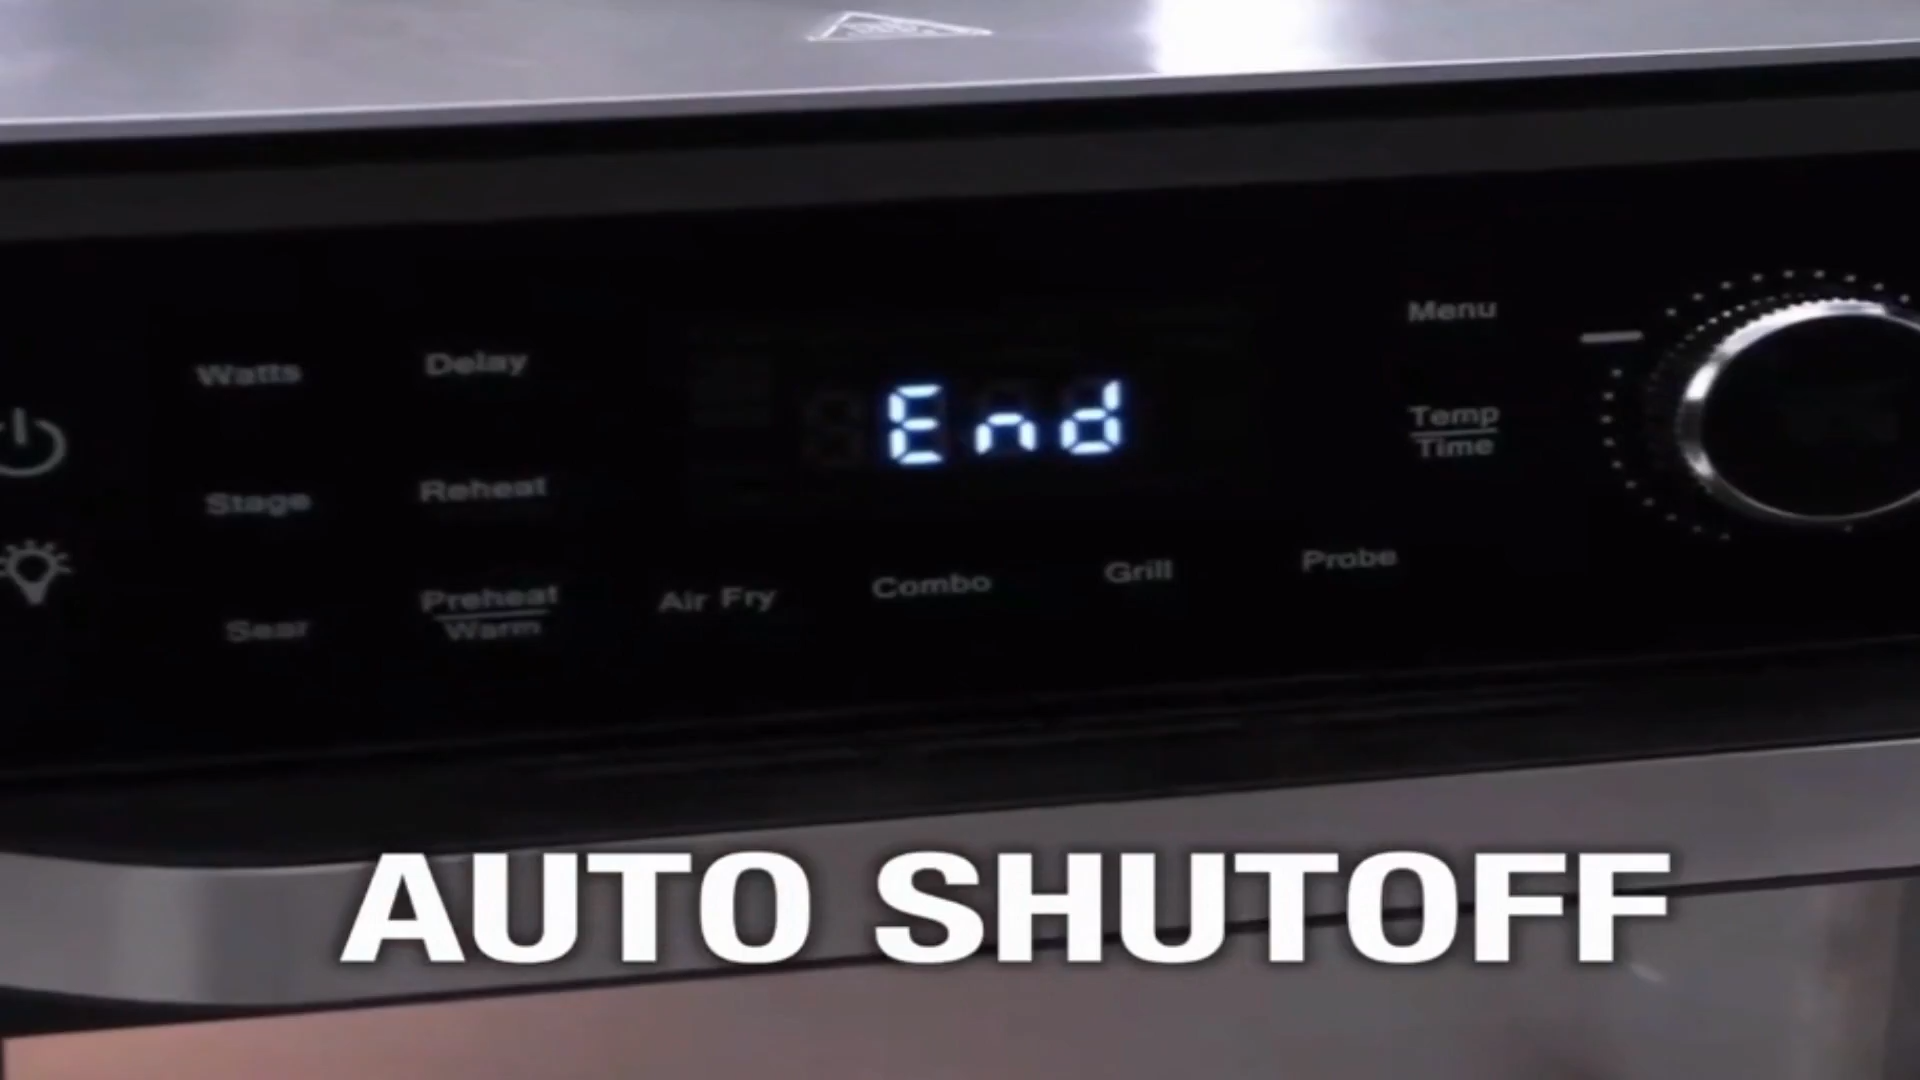 Watts
Delay
End
Menu
Stage
Reheat
Temp
Time
Sear
Preheat
Warm
Air Fry
Combo
Grill
Probe
AUTO SHUTOFF